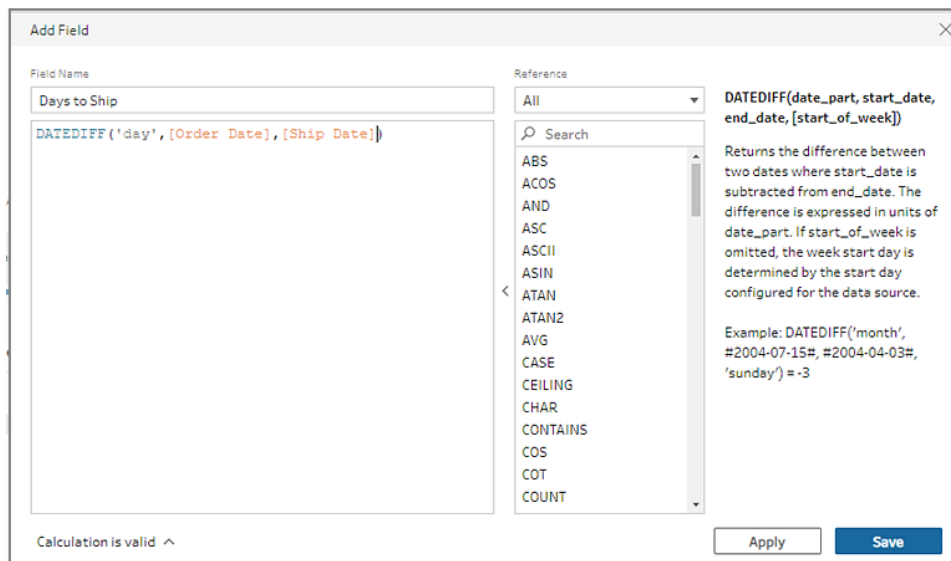 Add Field
Field Name
Days to Ship
DATEDIFF('day',[Order Date],[Ship Date])
Reference
All
Search
ABS
ACOS
AND
ASC
ASCII
ASIN
ATAN
ATAN2
AVG
CASE
CEILING
CHAR
CONTAINS
COS
COT
COUNT
DATEDIFF(date_part, start_date,
end_date, [start_of_week])
Returns the difference between
two dates where start_date is
subtracted from end_date. The
difference is expressed in units of
date_part. If start_of_week is
omitted, the week start day is
determined by the start day
configured for the data source.
Example: DATEDIFF('month',
#2004-07-15#, #2004-04-03#,
'sunday') = -3
Calculation is valid
Apply
Save